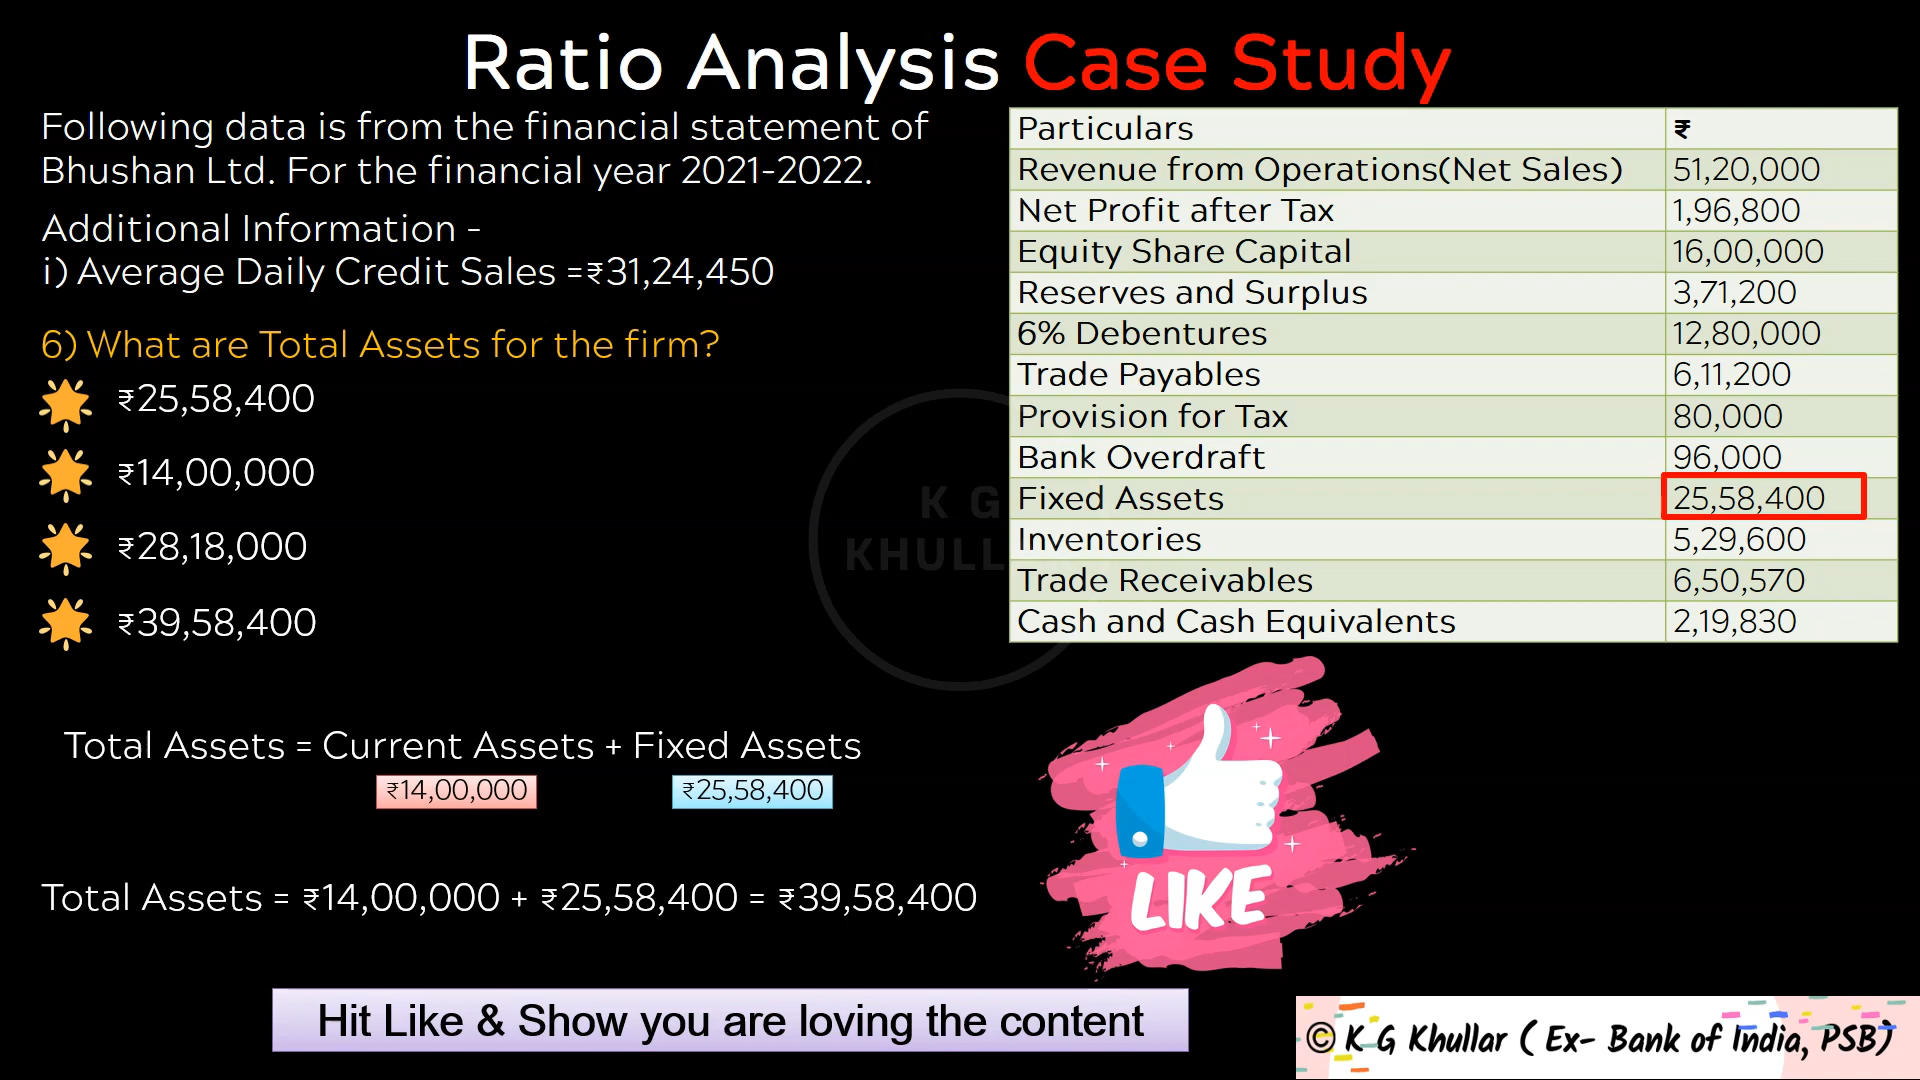 Ratio Analysis Case Study
Following data is from the financial statement of
Bhushan Ltd. For the financial year 2021-2022.
Additional Information -
i) Average Daily Credit Sales =₹31,24,450
6) What are Total Assets for the firm?
₹25,58,400
₹14,00,000
₹28,18,000
₹39,58,400
Particulars ₹
Revenue from Operations(Net Sales) 51,20,000
Net Profit after Tax 1,96,800
Equity Share Capital 16,00,000
Reserves and Surplus 3,71,200
6% Debentures 12,80,000
Trade Payables 6,11,200
Provision for Tax 80,000
Bank Overdraft 96,000
Fixed Assets 25,58,400
Inventories 5,29,600
Trade Receivables 6,50,570
Cash and Cash Equivalents 2,19,830
K G
KHULL
Total Assets = Current Assets + Fixed Assets
₹14,00,000 ₹25,58,400
Total Assets = ₹14,00,000 + ₹25,58,400 = ₹39,58,400
LIKE
Hit Like & Show you are loving the content
© K G Khullar ( Ex- Bank of India, PSB)